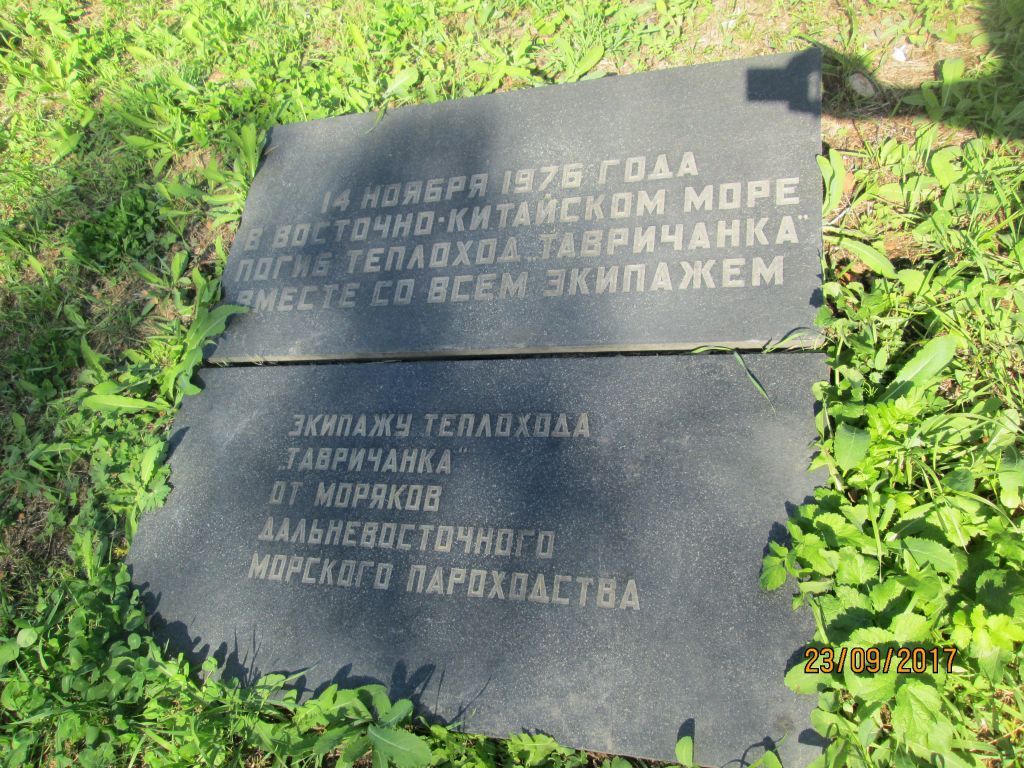 14 НОЯБРЯ 1976 ГОДА
В ВОСТОЧНО-КИТАЙСКОМ МОРЕ
ПОГИБ ТЕПЛОХОД „ТАВРИЧАНКА“
ВМЕСТЕ СО ВСЕМ ЭКИПАЖЕМ
ЭКИПАЖУ ТЕПЛОХОДА
„ТАВРИЧАНКА“
ОТ МОРЯКОВ
ДАЛЬНЕВОСТОЧНОГО
МОРСКОГО ПАРОХОДСТВА
23/09/2017